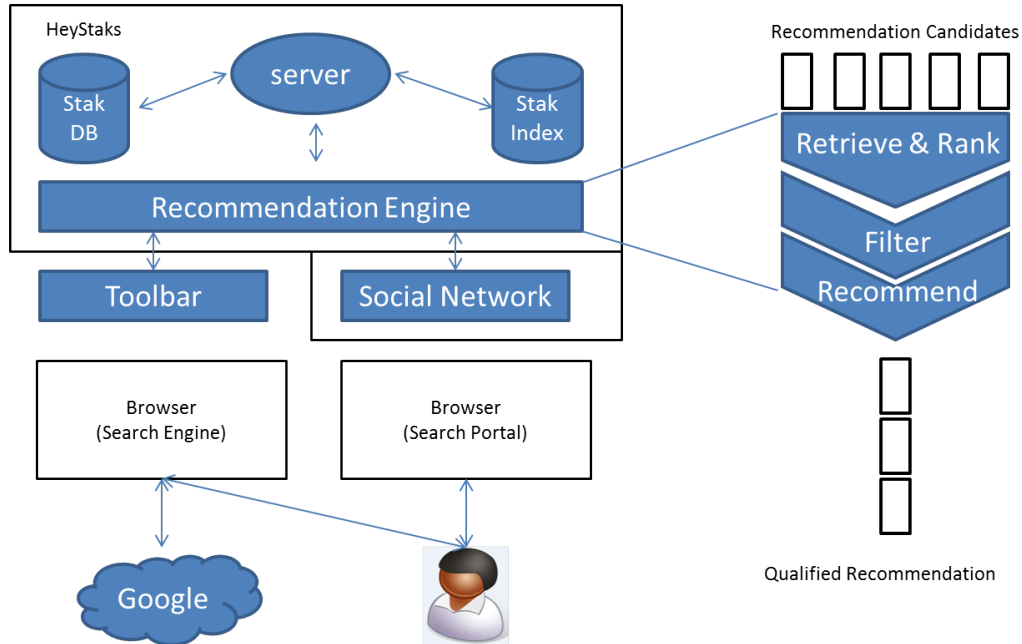 HeyStaks
Stak
DB
server
Stak
Index
Recommendation Engine
Toolbar
Social Network
Browser
(Search Engine)
Browser
(Search Portal)
Google
Recommendation Candidates
Retrieve & Rank
Filter
Recommend
Qualified Recommendation